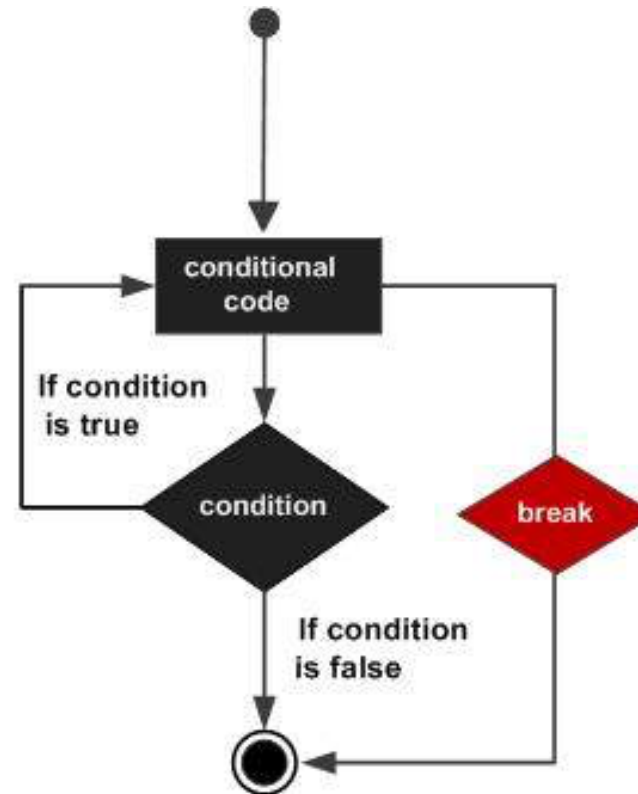 conditional
code
If condition
is true
condition
break
If condition
is false